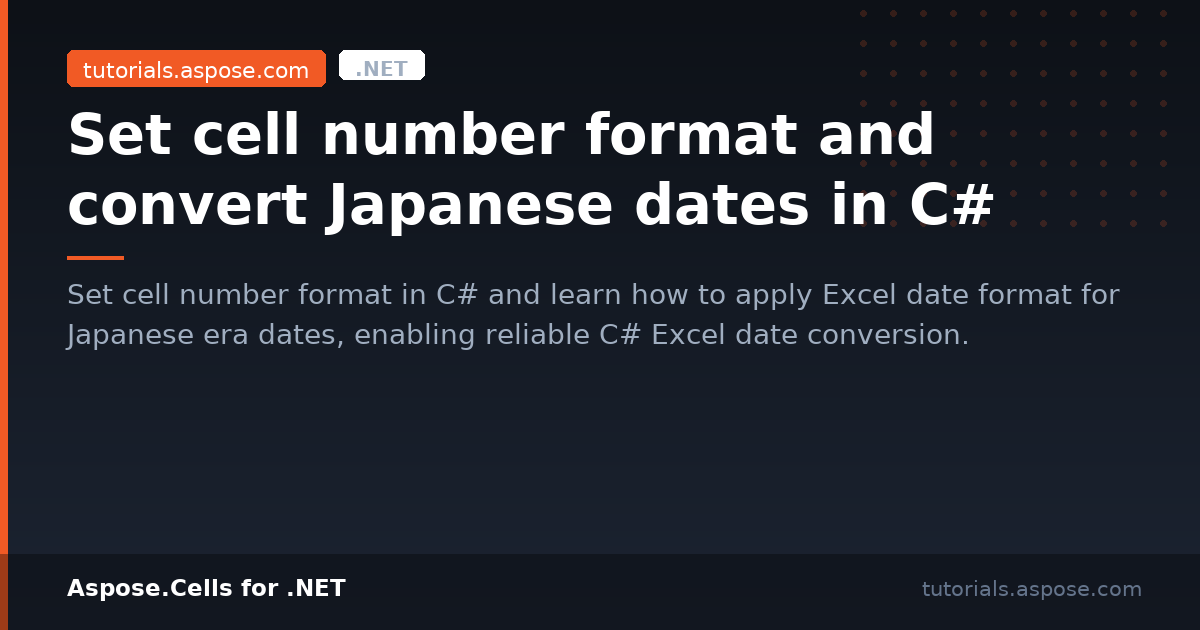 tutorials.aspose.com
.NET
Set cell number format and
convert Japanese dates in C#
Set cell number format in C# and learn how to apply Excel date format for
Japanese era dates, enabling reliable C# Excel date conversion.
Aspose.Cells for .NET
tutorials.aspose.com